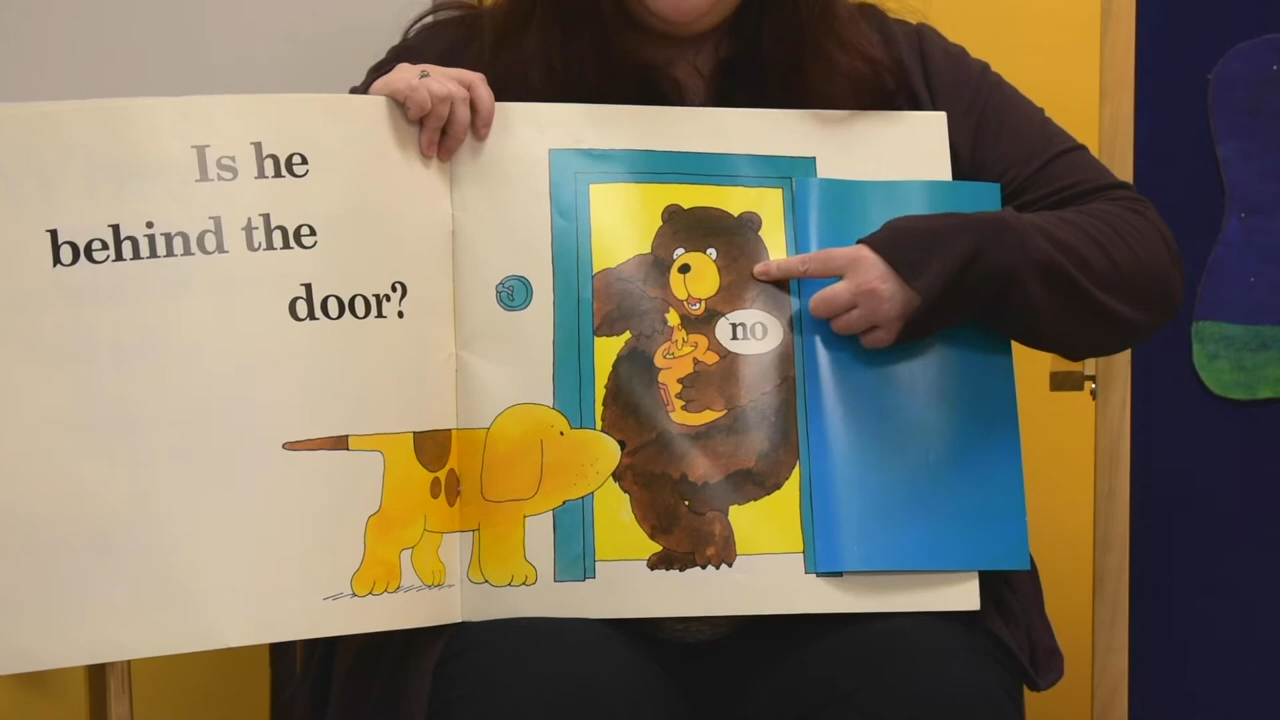 Is he
behind the
door?
no